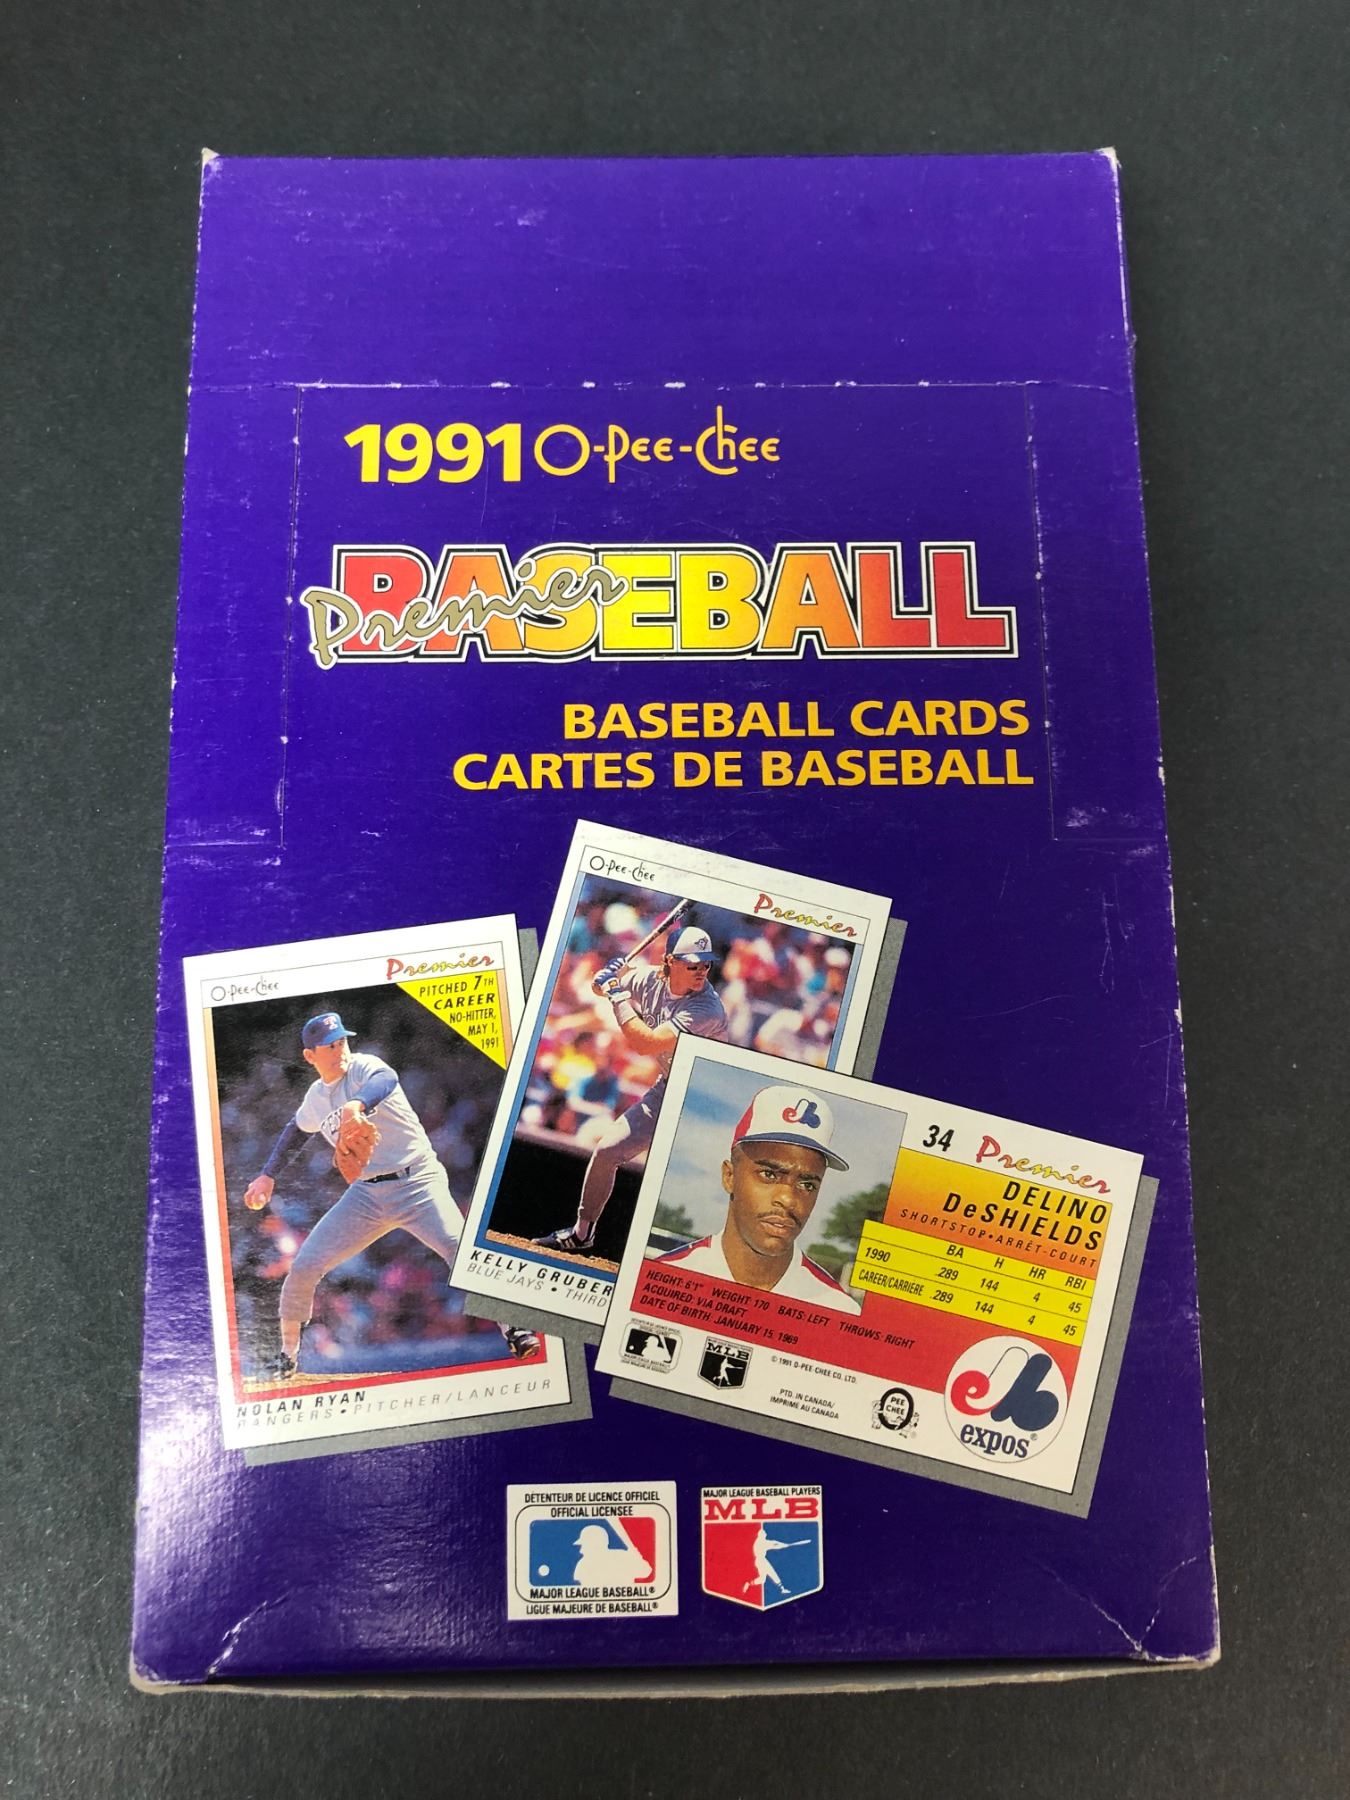 1991 O-Pee-Chee
Premier BASEBALL
BASEBALL CARDS
CARTES DE BASEBALL
O-Pee-Chee Premier
PITCHED 7TH
CAREER
NO-HITTER,
MAY 1,
1991
NOLAN RYAN
RANGERS • PITCHER/LANCEUR
O-Pee-Chee Premier
KELLY GRUBER
BLUE JAYS • THIRD
34 Premier
DELINO
DeSHIELDS
SHORTSTOP•ARRÊT-COURT
BA H HR RBI
1990 .289 144 4 45
CAREER/CARRIERE .289 144 4 45
HEIGHT: 6'1" WEIGHT: 170 BATS: LEFT THROWS: RIGHT
ACQUIRED: VIA DRAFT
DATE OF BIRTH: JANUARY 15, 1969
MLB
© 1991 O-PEE-CHEE CO. LTD.
PTD. IN CANADA/
IMPRIMÉ AU CANADA
O
PEE
CHEE
expos
DÉTENTEUR DE LICENCE OFFICIEL
OFFICIAL LICENSEE
MAJOR LEAGUE BASEBALL®
LIGUE MAJEURE DE BASEBALL®
MAJOR LEAGUE BASEBALL PLAYERS
MLB